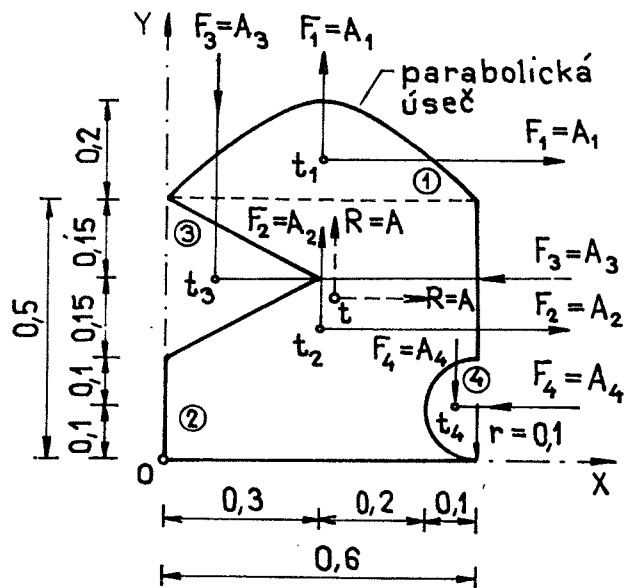 Y
F₃=A₃
F₁=A₁
parabolická
úseč
F₁=A₁
t₁
①
0,2
③
F₂=A₂
R=A
F₃=A₃
0,15
t₃
t
R=A
F₂=A₂
0,5
0,15
t₂
F₄=A₄
④
F₄=A₄
0,1
②
t₄
r=0,1
0,1
0
X
0,3
0,2
0,1
0,6